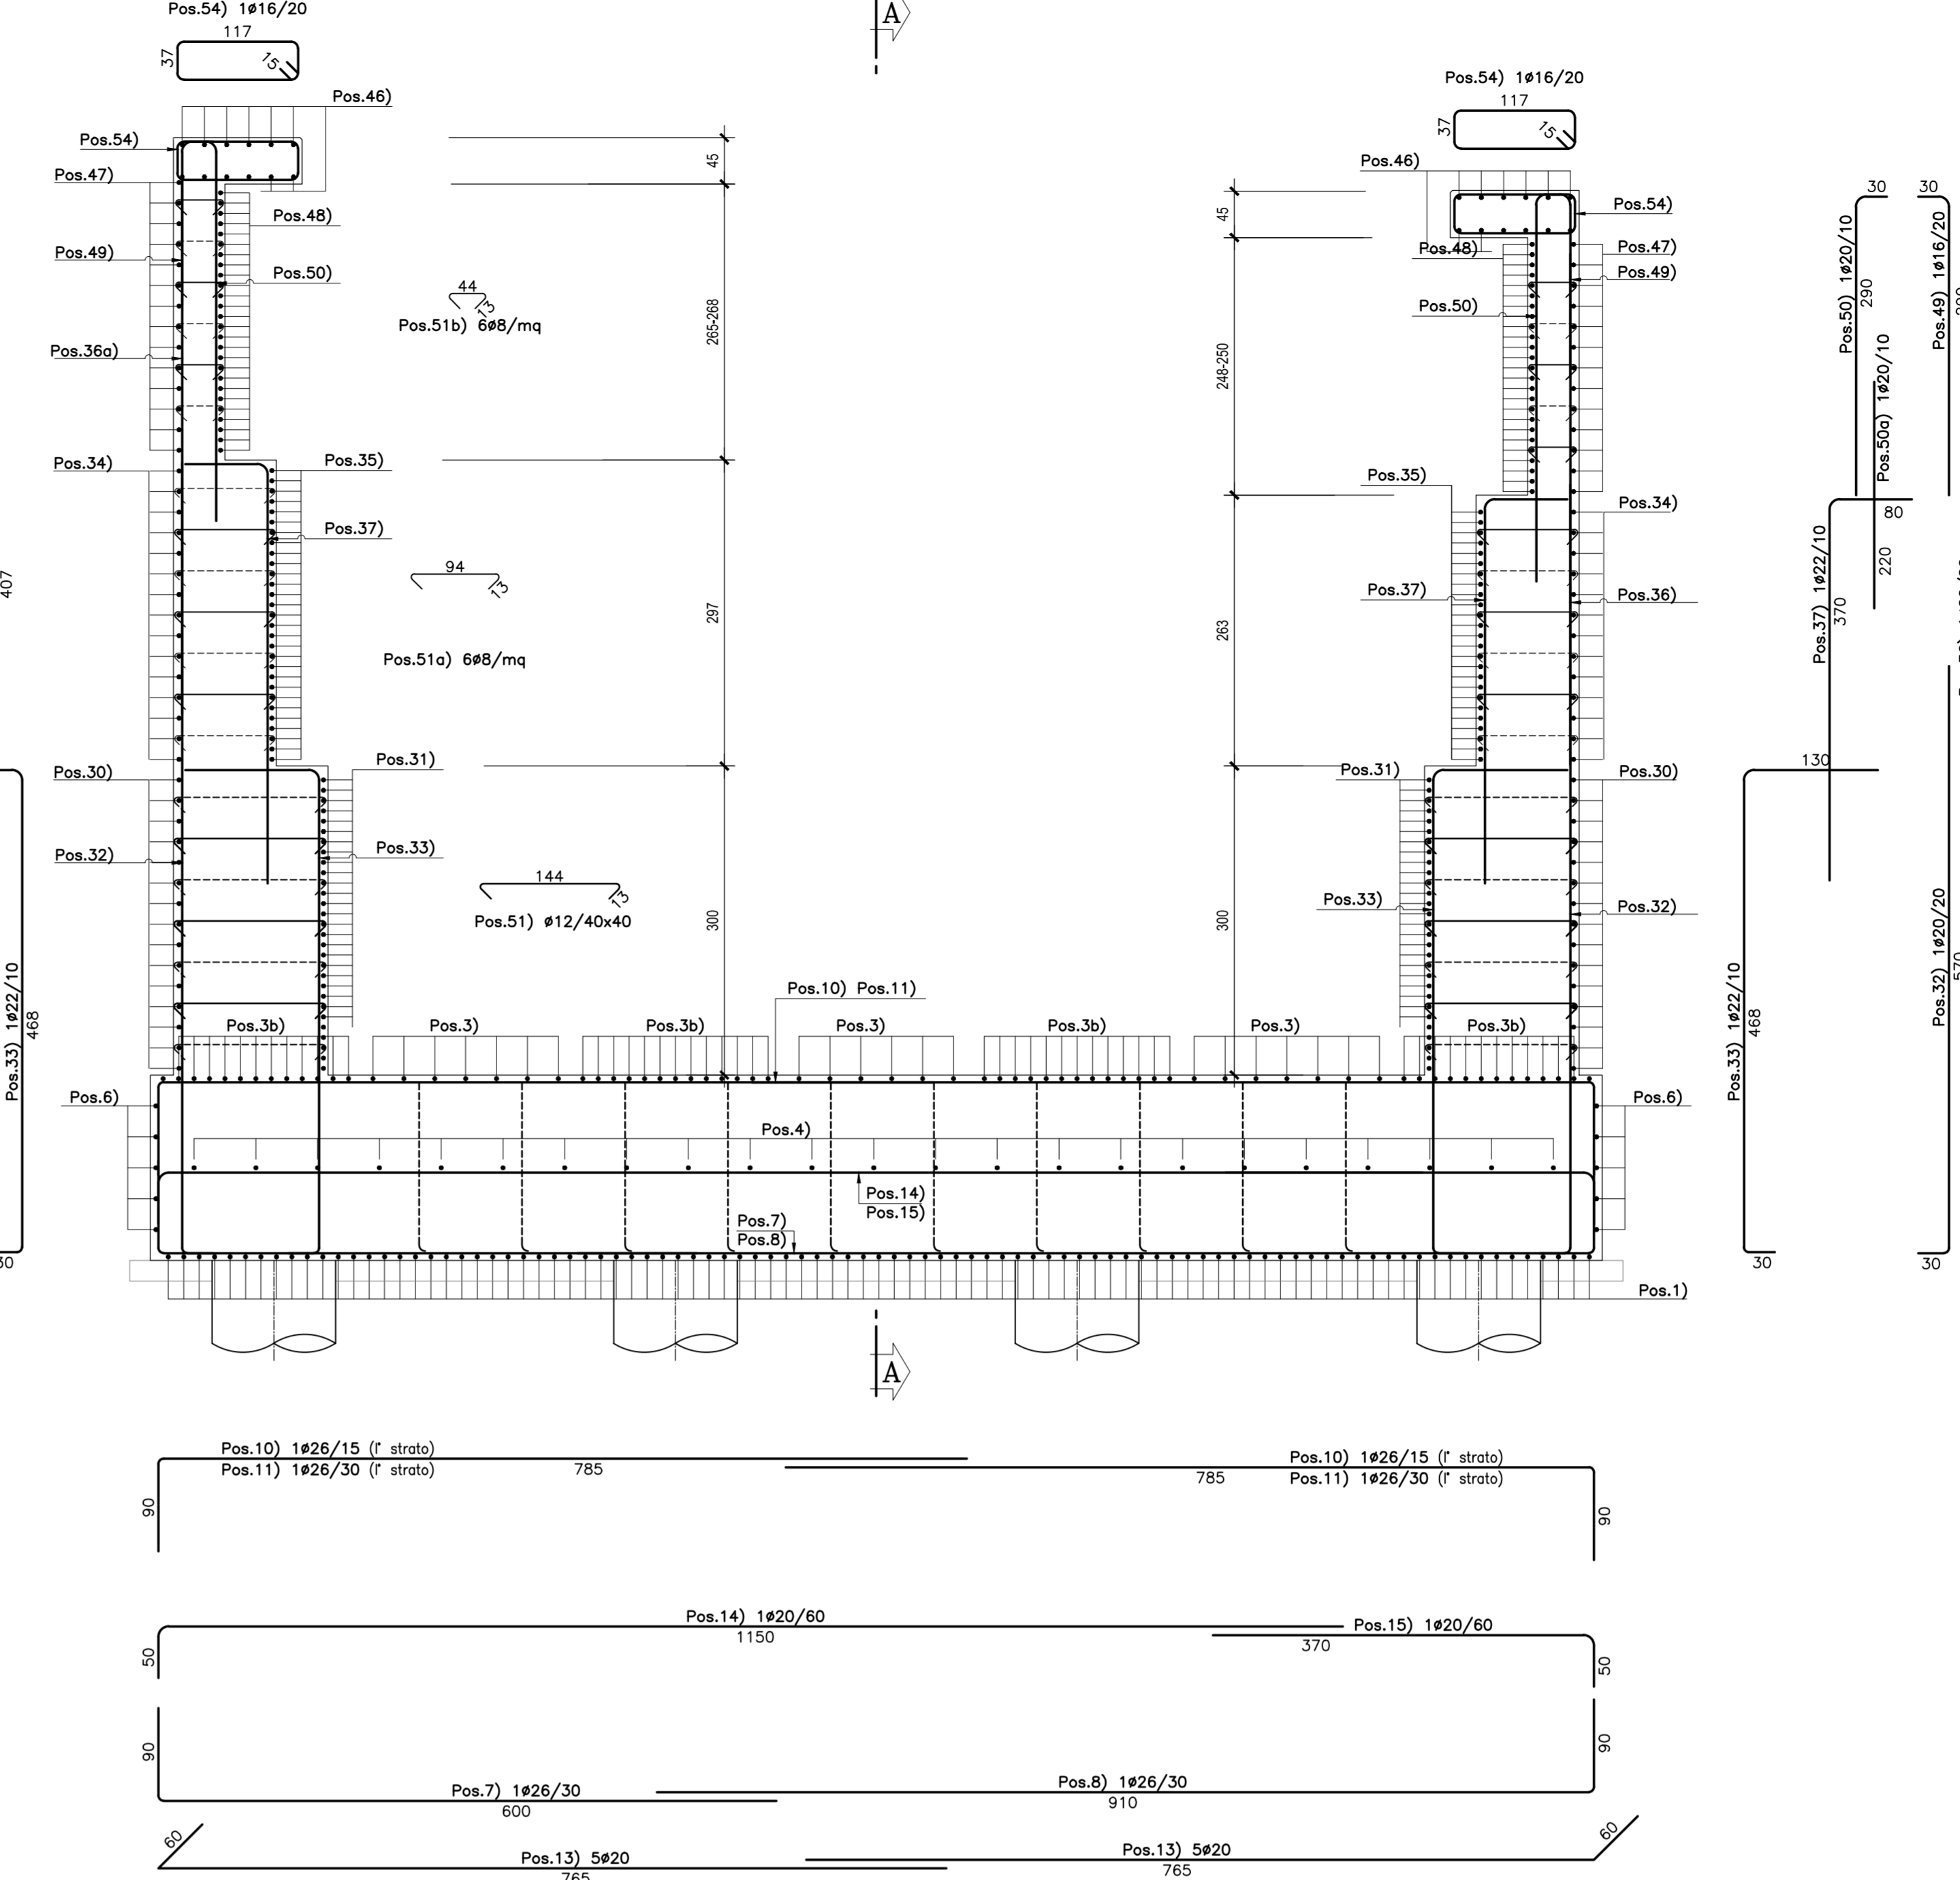 Pos.54) 1ø16/20
117
37
15
A
Pos.54) 1ø16/20
117
37
15
Pos.46)
Pos.54)
Pos.47)
Pos.48)
Pos.49)
Pos.50)
Pos.36a)
Pos.34)
Pos.35)
Pos.37)
Pos.30)
Pos.31)
Pos.32)
Pos.33)
44
13
Pos.51b) 6ø8/mq
94
13
Pos.51a) 6ø8/mq
144
13
Pos.51) ø12/40x40
45
265-268
297
300
45
248-250
263
300
Pos.46)
Pos.54)
Pos.48)
Pos.47)
Pos.49)
Pos.50)
Pos.35)
Pos.34)
Pos.37)
Pos.36)
Pos.31)
Pos.30)
Pos.33)
Pos.32)
30
30
Pos.50) 1ø20/10
290
Pos.49) 1ø16/20
Pos.50a) 1ø20/10
220
80
Pos.37) 1ø22/10
370
130
Pos.33) 1ø22/10
468
30
Pos.32) 1ø20/20
570
30
407
Pos.33) 1ø22/10
468
Pos.10) Pos.11)
Pos.3b)
Pos.3)
Pos.3b)
Pos.3)
Pos.3b)
Pos.3)
Pos.3b)
Pos.6)
Pos.6)
Pos.4)
Pos.14)
Pos.15)
Pos.7)
Pos.8)
Pos.1)
A
Pos.10) 1ø26/15 (I° strato)
Pos.11) 1ø26/30 (I° strato)
785
90
Pos.10) 1ø26/15 (I° strato)
785
Pos.11) 1ø26/30 (I° strato)
90
Pos.14) 1ø20/60
1150
50
Pos.15) 1ø20/60
370
50
90
Pos.7) 1ø26/30
600
Pos.8) 1ø26/30
910
90
60
Pos.13) 5ø20
765
Pos.13) 5ø20
765
60